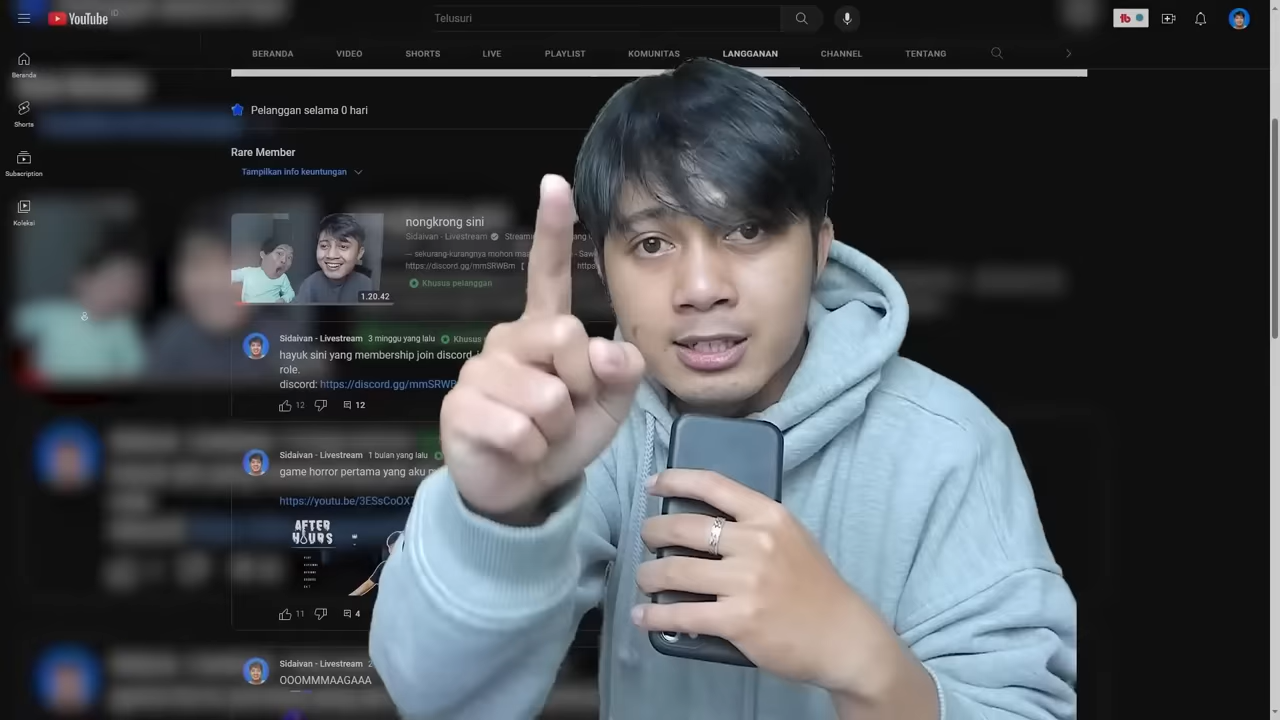 YouTube ID
Telusuri
BERANDA VIDEO SHORTS LIVE PLAYLIST KOMUNITAS LANGGANAN CHANNEL TENTANG
Beranda
Shorts
Subscription
Koleksi
Pelanggan selama 0 hari
Rare Member
Tampilkan info keuntungan
nongkrong sini
Sidaivan - Livestream
— sekurang-kurangnya mohon
https://discord.gg/mmSRWBm [
Khusus pelanggan
1.20.42
Sidaivan - Livestream 3 minggu yang lalu Khusus
hayuk sini yang membership join discord
role.
discord: https://discord.gg/mmSRWB
12 12
Sidaivan - Livestream 1 bulan yang lalu
game horror pertama yang aku
https://youtu.be/3ESsCoOX
AFTER
HOURS
11 4
Sidaivan - Livestream 2
OOOMMMAAGAAA